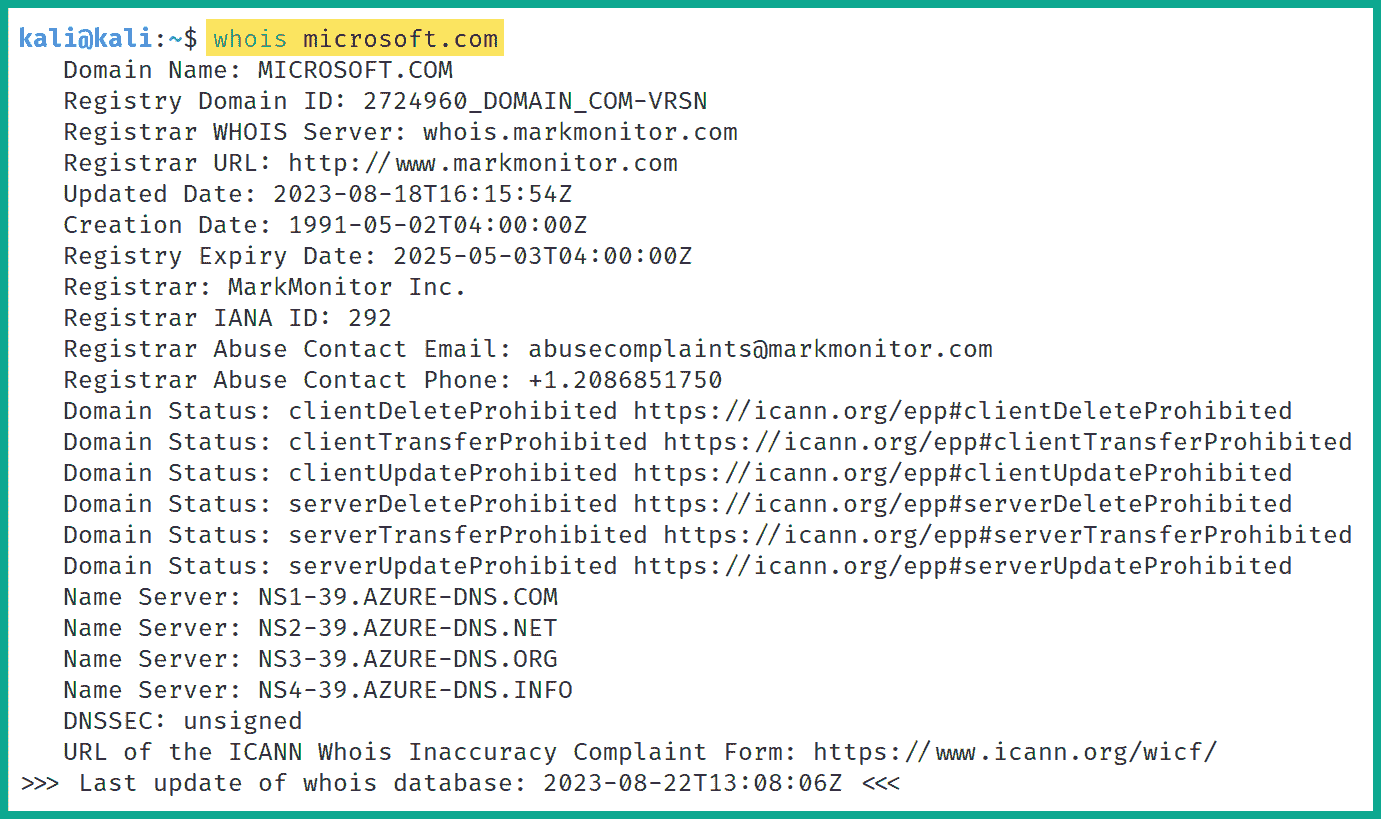 kali@kali:~$ whois microsoft.com
Domain Name: MICROSOFT.COM
Registry Domain ID: 2724960_DOMAIN_COM-VRSN
Registrar WHOIS Server: whois.markmonitor.com
Registrar URL: http://www.markmonitor.com
Updated Date: 2023-08-18T16:15:54Z
Creation Date: 1991-05-02T04:00:00Z
Registry Expiry Date: 2025-05-03T04:00:00Z
Registrar: MarkMonitor Inc.
Registrar IANA ID: 292
Registrar Abuse Contact Email: abusecomplaints@markmonitor.com
Registrar Abuse Contact Phone: +1.2086851750
Domain Status: clientDeleteProhibited https://icann.org/epp#clientDeleteProhibited
Domain Status: clientTransferProhibited https://icann.org/epp#clientTransferProhibited
Domain Status: clientUpdateProhibited https://icann.org/epp#clientUpdateProhibited
Domain Status: serverDeleteProhibited https://icann.org/epp#serverDeleteProhibited
Domain Status: serverTransferProhibited https://icann.org/epp#serverTransferProhibited
Domain Status: serverUpdateProhibited https://icann.org/epp#serverUpdateProhibited
Name Server: NS1-39.AZURE-DNS.COM
Name Server: NS2-39.AZURE-DNS.NET
Name Server: NS3-39.AZURE-DNS.ORG
Name Server: NS4-39.AZURE-DNS.INFO
DNSSEC: unsigned
URL of the ICANN Whois Inaccuracy Complaint Form: https://www.icann.org/wicf/
>>> Last update of whois database: 2023-08-22T13:08:06Z <<<